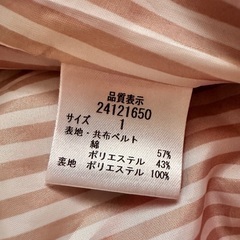 品質表示
24121650
サイズ 1
表地・共布ベルト
綿 57%
ポリエステル 43%
裏地 ポリエステル 100%